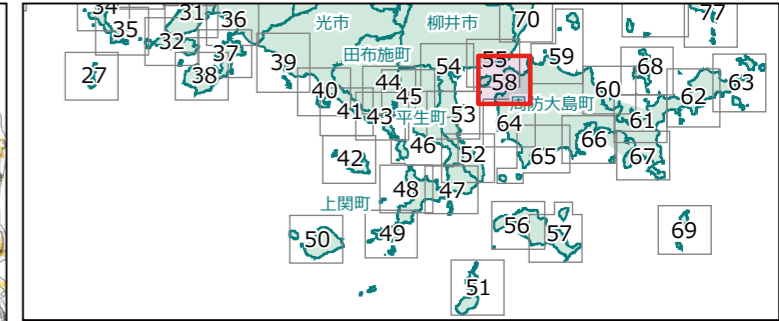 34 31 36 光市 柳井市 70 77
35 32 37 39 田布施町 54 55 59
27 38 40 44 58 68 63
41 43 45 平生町 53 周防大島町 60 62
42 46 52 64 66 61
65 67
48 47
上関町 49 56 57 69
50
51